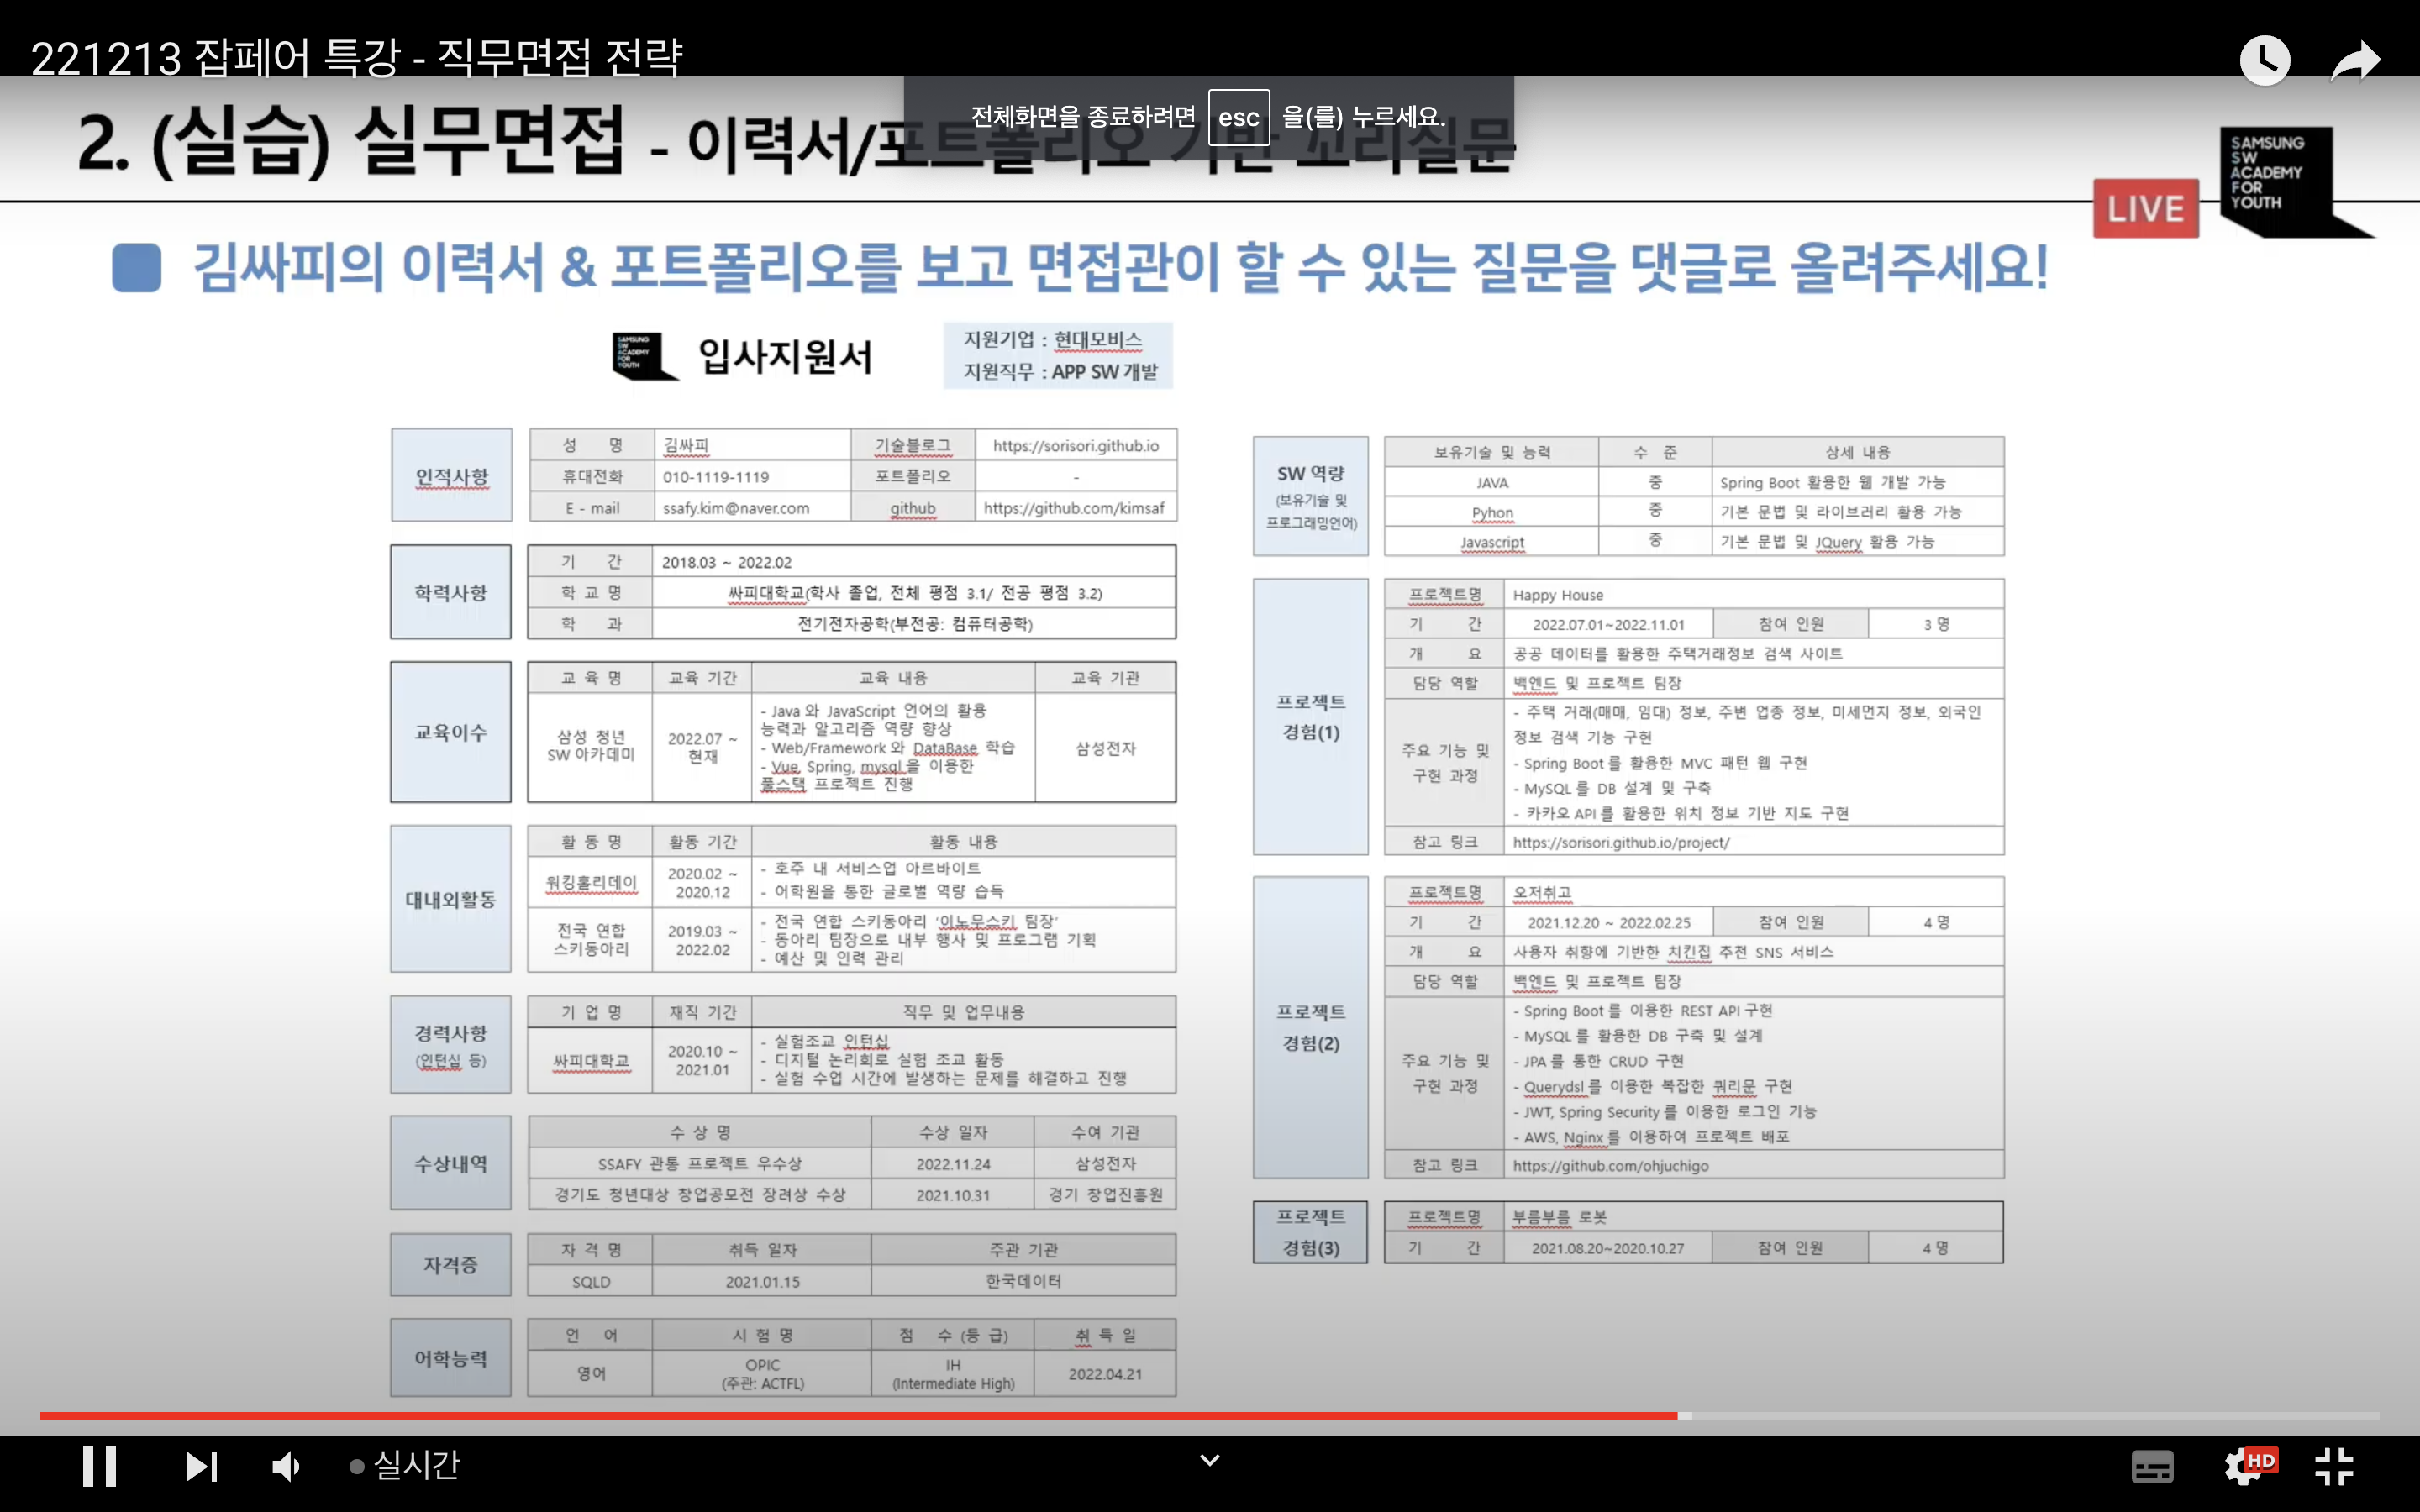 221213 잡페어 특강 - 직무면접 전략
전체화면을 종료하려면 esc 을(를) 누르세요.
2. (실습) 실무면접 - 이력서/포트폴리오 기반 꼬리질문
LIVE
SAMSUNG
SW
ACADEMY
FOR
YOUTH
김싸피의 이력서 & 포트폴리오를 보고 면접관이 할 수 있는 질문을 댓글로 올려주세요!
SAMSUNG
SW
ACADEMY
FOR
YOUTH
입사지원서
지원기업 : 현대모비스
지원직무 : APP SW 개발
인적사항
성 명 김싸피 기술블로그 https://sorisori.github.io
휴대전화 010-1119-1119 포트폴리오 -
E - mail ssafy.kim@naver.com github https://github.com/kimsaf
학력사항
기 간 2018.03 ~ 2022.02
학 교 명 싸피대학교(학사 졸업, 전체 평점 3.1/ 전공 평점 3.2)
학 과 전기전자공학(부전공: 컴퓨터공학)
교육이수
교 육 명 교육 기간 교육 내용 교육 기관
삼성 청년
SW 아카데미
2022.07 ~
현재
- Java 와 JavaScript 언어의 활용
능력과 알고리즘 역량 향상
- Web/Framework 와 DataBase 학습
- Vue, Spring, mysql 을 이용한
풀스택 프로젝트 진행
삼성전자
대내외활동
활 동 명 활동 기간 활동 내용
워킹홀리데이
2020.02 ~
2020.12
- 호주 내 서비스업 아르바이트
- 어학원을 통한 글로벌 역량 습득
전국 연합
스키동아리
2019.03 ~
2022.02
- 전국 연합 스키동아리 '이노무스키 팀장'
- 동아리 팀장으로 내부 행사 및 프로그램 기획
- 예산 및 인력 관리
경력사항
(인턴십 등)
기 업 명 재직 기간 직무 및 업무내용
싸피대학교
2020.10 ~
2021.01
- 실험조교 인턴십
- 디지털 논리회로 실험 조교 활동
- 실험 수업 시간에 발생하는 문제를 해결하고 진행
수상내역
수 상 명 수상 일자 수여 기관
SSAFY 관통 프로젝트 우수상 2022.11.24 삼성전자
경기도 청년대상 창업공모전 장려상 수상 2021.10.31 경기 창업진흥원
자격증
자 격 명 취득 일자 주관 기관
SQLD 2021.01.15 한국데이터
어학능력
언 어 시 험 명 점 수 (등 급) 취 득 일
영어
OPIC
(주관: ACTFL)
IH
(Intermediate High)
2022.04.21
SW 역량
(보유기술 및
프로그래밍언어)
보유기술 및 능력 수 준 상세 내용
JAVA 중 Spring Boot 활용한 웹 개발 가능
Pyhon 중 기본 문법 및 라이브러리 활용 가능
Javascript 중 기본 문법 및 JQuery 활용 가능
프로젝트
경험(1)
프로젝트명 Happy House
기 간 2022.07.01~2022.11.01 참여 인원 3 명
개 요 공공 데이터를 활용한 주택거래정보 검색 사이트
담당 역할 백엔드 및 프로젝트 팀장
주요 기능 및
구현 과정
- 주택 거래(매매, 임대) 정보, 주변 업종 정보, 미세먼지 정보, 외국인
정보 검색 기능 구현
- Spring Boot 를 활용한 MVC 패턴 웹 구현
- MySQL 를 DB 설계 및 구축
- 카카오 API 를 활용한 위치 정보 기반 지도 구현
참고 링크 https://sorisori.github.io/project/
프로젝트
경험(2)
프로젝트명 오저취고
기 간 2021.12.20 ~ 2022.02.25 참여 인원 4 명
개 요 사용자 취향에 기반한 치킨집 추천 SNS 서비스
담당 역할 백엔드 및 프로젝트 팀장
주요 기능 및
구현 과정
- Spring Boot 를 이용한 REST API 구현
- MySQL 를 활용한 DB 구축 및 설계
- JPA 를 통한 CRUD 구현
- Querydsl 를 이용한 복잡한 쿼리문 구현
- JWT, Spring Security 를 이용한 로그인 기능
- AWS, Nginx 를 이용하여 프로젝트 배포
참고 링크 https://github.com/ohjuchigo
프로젝트
경험(3)
프로젝트명 부름부름 로봇
기 간 2021.08.20~2020.10.27 참여 인원 4 명
실시간
HD